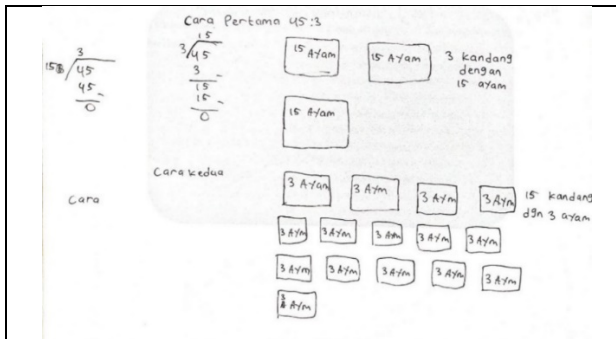 Cara Pertama 45:3
3
15 45
45 -
0
15
3 45
3 -
15
15 -
0
15 Ayam 15 Ayam
15 Ayam
3 kandang
dengan
15 ayam
Cara kedua
Cara
3 Ayam 3 Aym 3 Aym 3 Aym
3 Aym 3 Aym 3 Aym 3 Aym 3 Aym
3 Aym 3 Aym 3 Aym 3 Aym 3 Aym
3 Aym
15 kandang
dgn 3 ayam